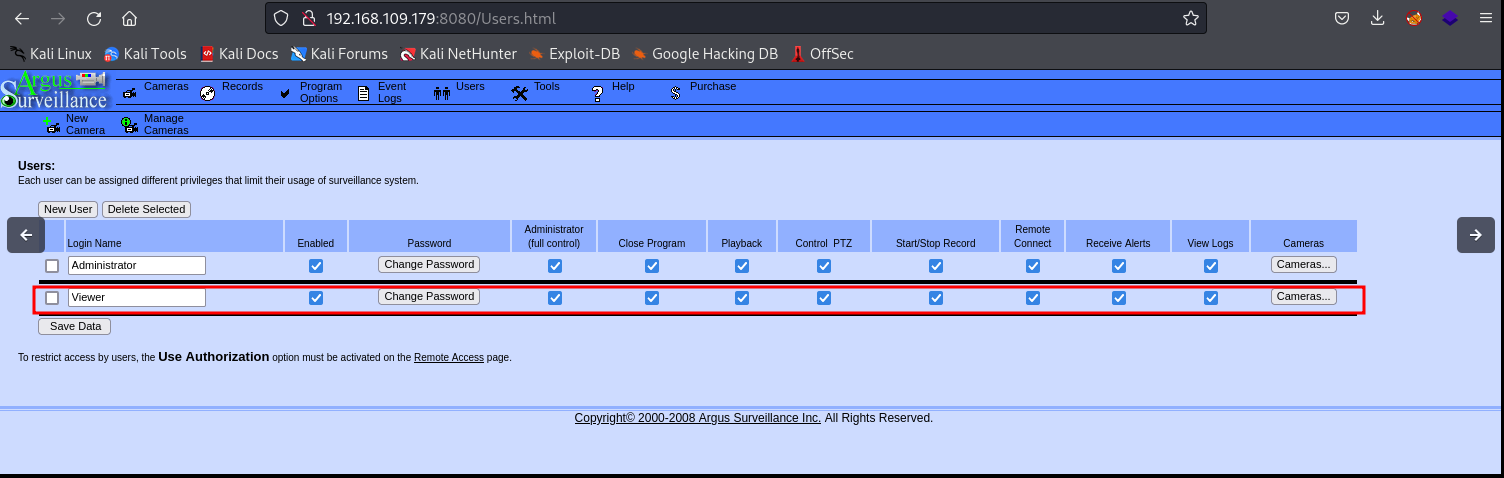 192.168.109.179:8080/Users.html
Kali Linux Kali Tools Kali Docs Kali Forums Kali NetHunter Exploit-DB Google Hacking DB OffSec
Argus
Surveillance
Cameras Records Program Options Event Logs Users Tools Help Purchase
New Camera Manage Cameras
Users:
Each user can be assigned different privileges that limit their usage of surveillance system.
New User Delete Selected
Login Name Enabled Password Administrator (full control) Close Program Playback Control PTZ Start/Stop Record Remote Connect Receive Alerts View Logs Cameras
Administrator Change Password Cameras...
Viewer Change Password Cameras...
Save Data
To restrict access by users, the Use Authorization option must be activated on the Remote Access page.
Copyright© 2000-2008 Argus Surveillance Inc. All Rights Reserved.